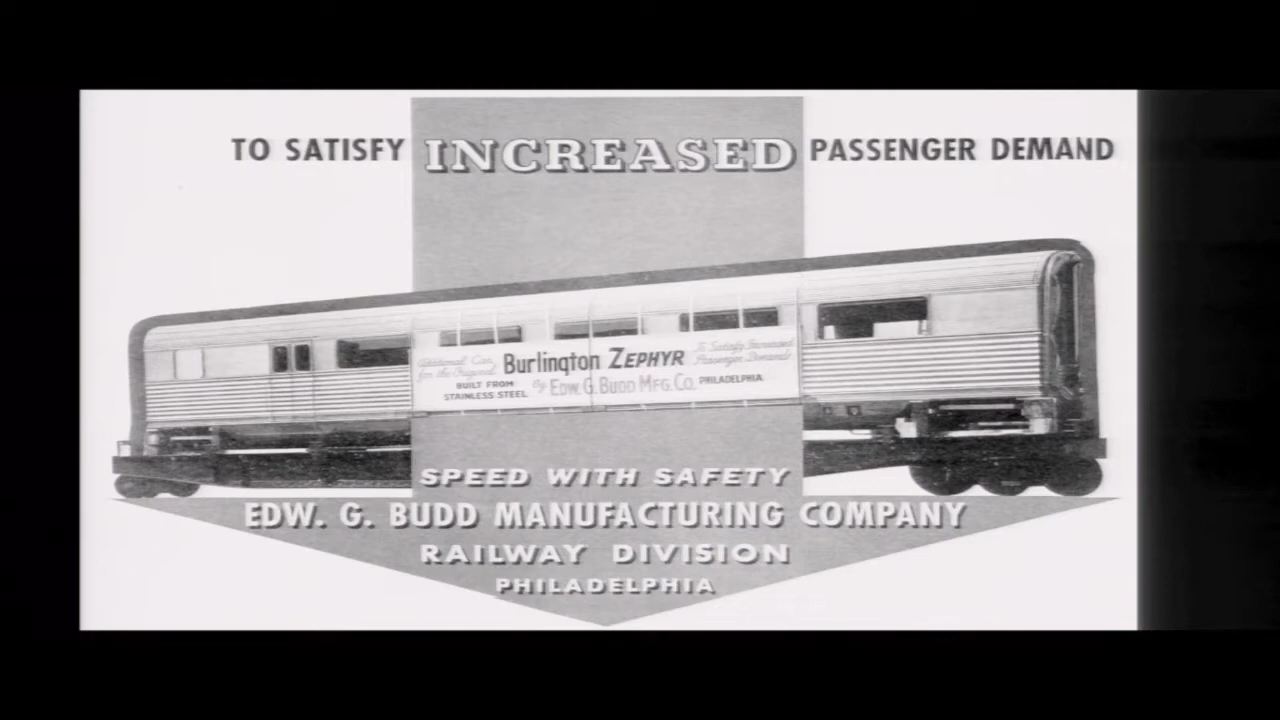 TO SATISFY INCREASED PASSENGER DEMAND
Additional Car
for the Original
Burlington ZEPHYR
To Satisfy Increased
Passenger Demands
BUILT FROM
STAINLESS STEEL
By EDW. G. BUDD MFG. CO. PHILADELPHIA.
SPEED WITH SAFETY
EDW. G. BUDD MANUFACTURING COMPANY
RAILWAY DIVISION
PHILADELPHIA